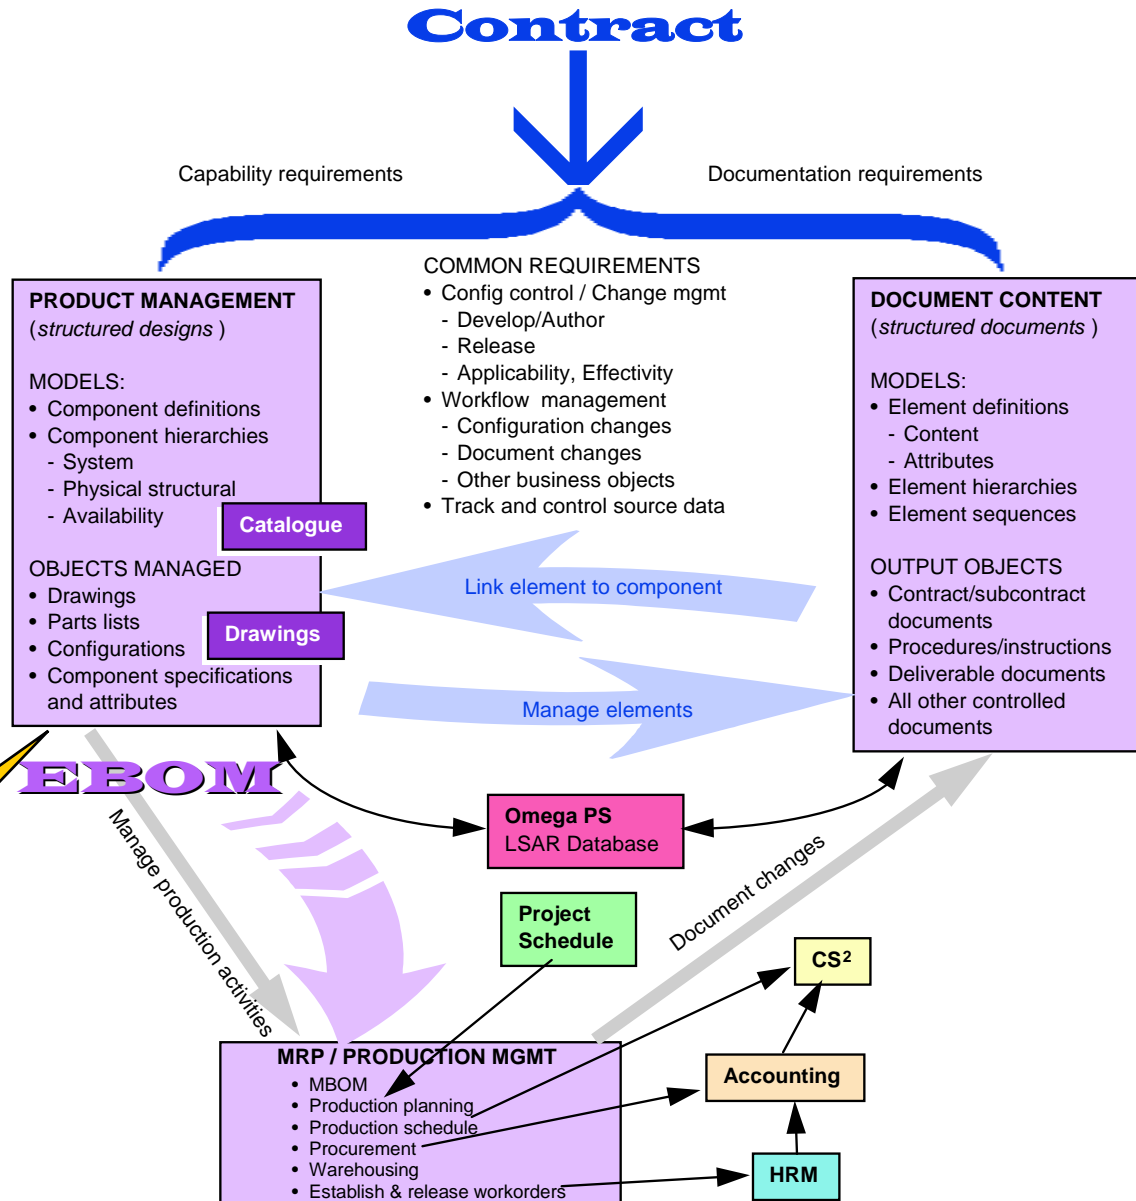 Contract
Capability requirements
Documentation requirements
PRODUCT MANAGEMENT
(structured designs )
MODELS:
• Component definitions
• Component hierarchies
- System
- Physical structural
- Availability
Catalogue
OBJECTS MANAGED
• Drawings
• Parts lists
• Configurations
• Component specifications
and attributes
Drawings
COMMON REQUIREMENTS
• Config control / Change mgmt
- Develop/Author
- Release
- Applicability, Effectivity
• Workflow management
- Configuration changes
- Document changes
- Other business objects
• Track and control source data
Link element to component
Manage elements
DOCUMENT CONTENT
(structured documents )
MODELS:
• Element definitions
- Content
- Attributes
• Element hierarchies
• Element sequences
OUTPUT OBJECTS
• Contract/subcontract
documents
• Procedures/instructions
• Deliverable documents
• All other controlled
documents
EBOM
Manage production activities
Omega PS
LSAR Database
Project
Schedule
Document changes
CS²
Accounting
HRM
MRP / PRODUCTION MGMT
• MBOM
• Production planning
• Production schedule
• Procurement
• Warehousing
• Establish & release workorders